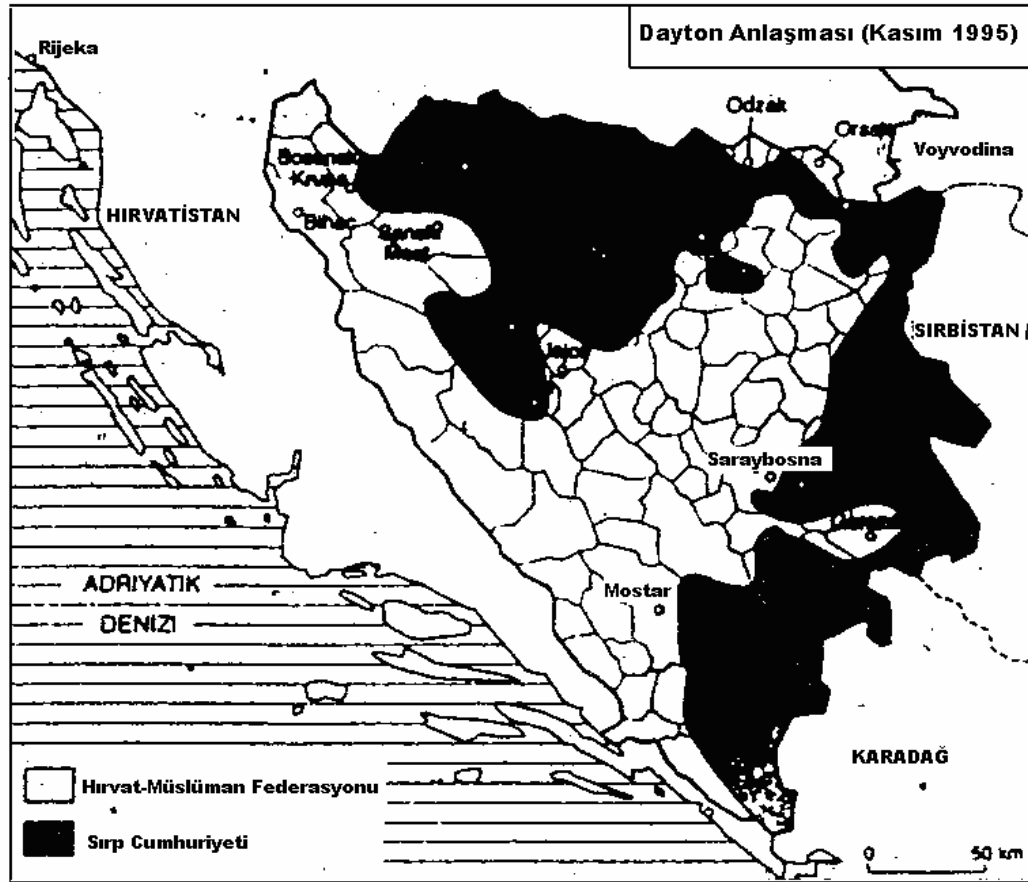 Dayton Anlaşması (Kasım 1995)
Rijeka
Odzak
Voyvodina
HIRVATİSTAN
Bihac
SIRBİSTAN
Saraybosna
ADRIYATIK
DENIZI
Mostar
KARADAĞ
Hırvat-Müslüman Federasyonu
Sırp Cumhuriyeti
0 50 km